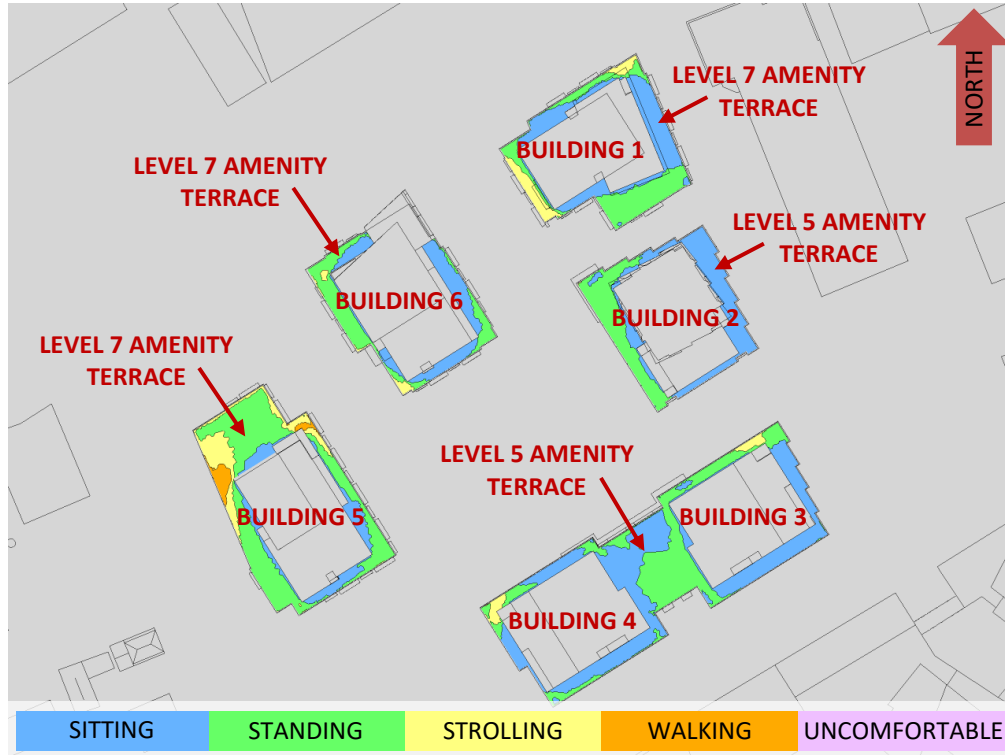 NORTH
LEVEL 7 AMENITY
TERRACE
BUILDING 1
LEVEL 7 AMENITY
TERRACE
LEVEL 5 AMENITY
TERRACE
BUILDING 6
BUILDING 2
LEVEL 7 AMENITY
TERRACE
LEVEL 5 AMENITY
TERRACE
BUILDING 5
BUILDING 3
BUILDING 4
SITTING
STANDING
STROLLING
WALKING
UNCOMFORTABLE